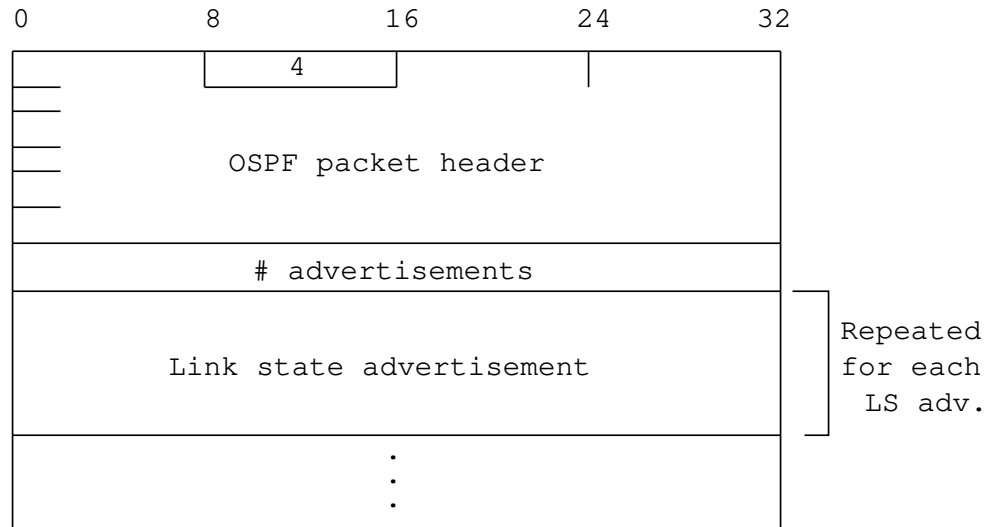 0 8 16 24 32
4
OSPF packet header
# advertisements
Link state advertisement
Repeated
for each
LS adv.
.
.
.